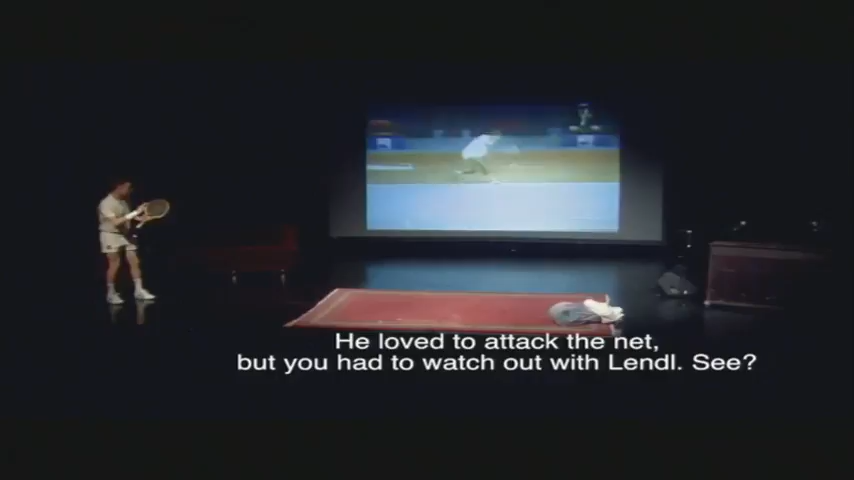 He loved to attack the net,
but you had to watch out with Lendl. See?